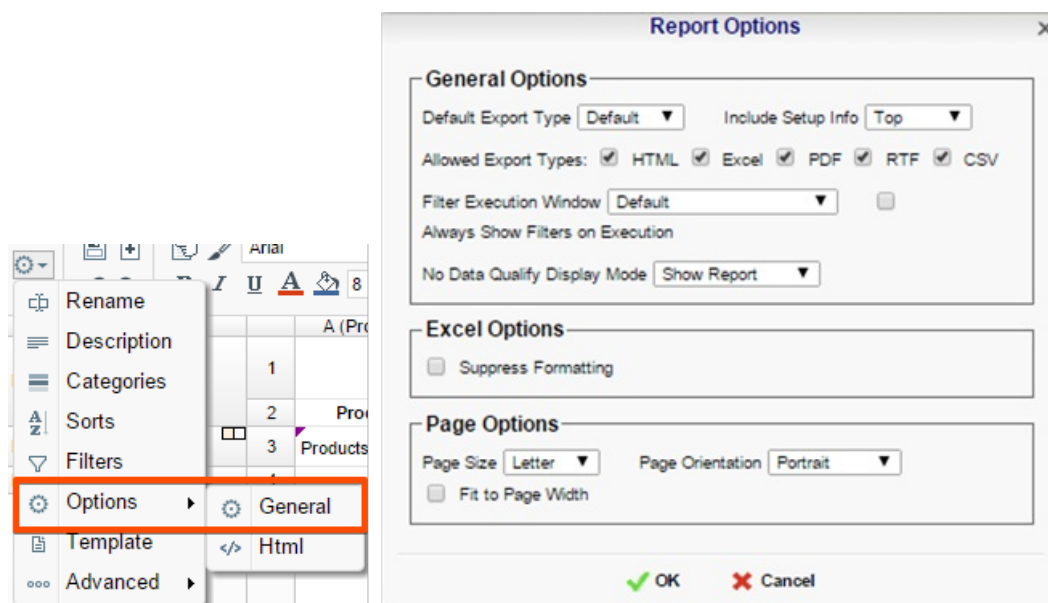 Arial
I U A 8
Rename
Description
Categories
Sorts
Filters
Options
General
Template
Html
Advanced
A (Pro
1
2 Pro
3 Products
Report Options
General Options
Default Export Type Default Include Setup Info Top
Allowed Export Types: HTML Excel PDF RTF CSV
Filter Execution Window Default
Always Show Filters on Execution
No Data Qualify Display Mode Show Report
Excel Options
Suppress Formatting
Page Options
Page Size Letter Page Orientation Portrait
Fit to Page Width
OK Cancel